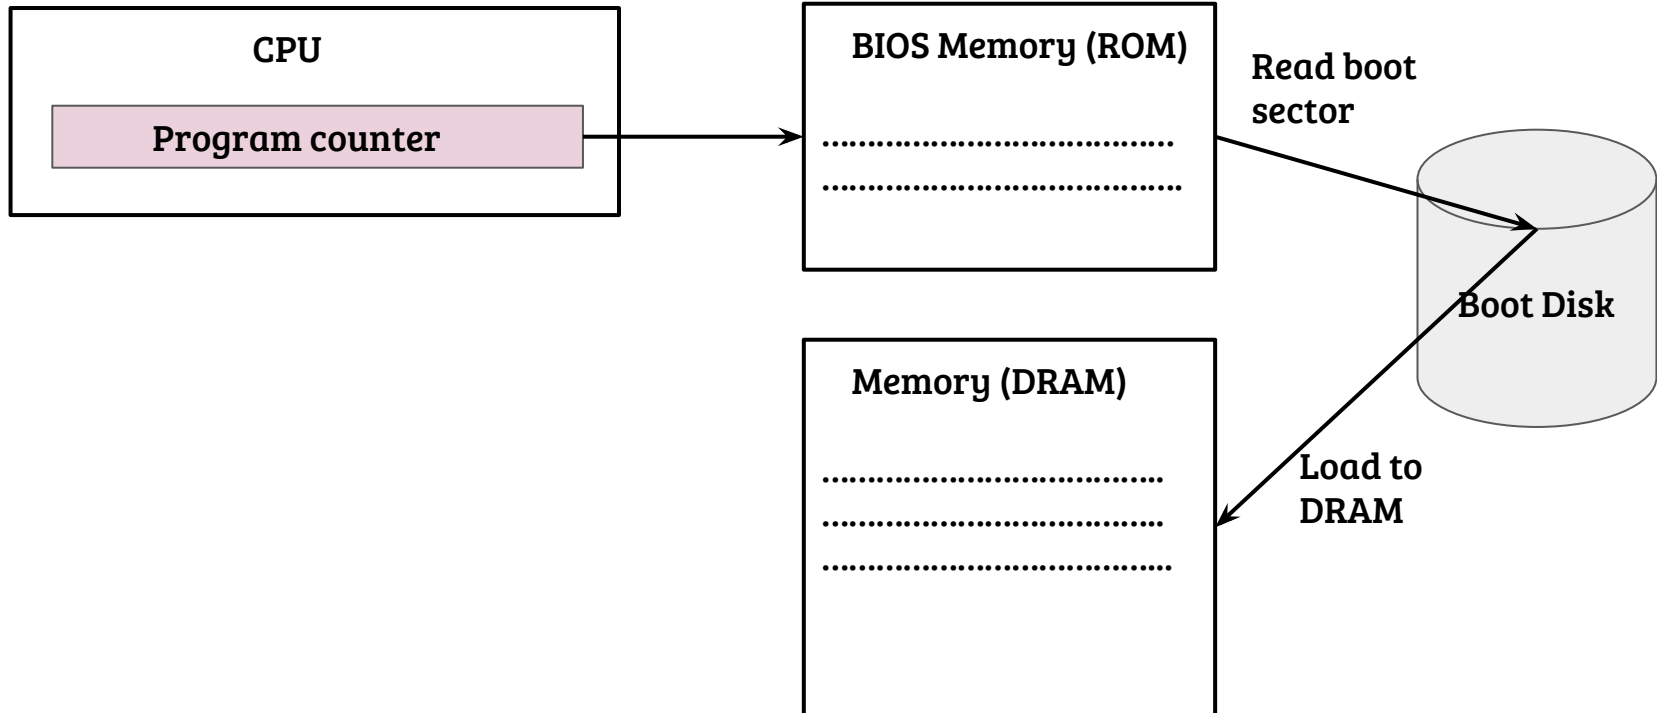 CPU
Program counter
BIOS Memory (ROM)
.......................................
........................................
Read boot
sector
Boot Disk
Memory (DRAM)
......................................
......................................
.......................................
Load to
DRAM